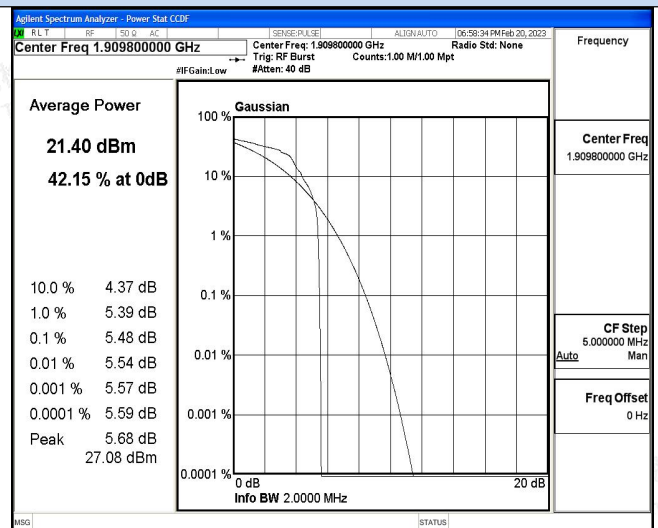 Agilent Spectrum Analyzer - Power Stat CCDF
RLT RF 50 Ω AC SENSE:PULSE ALIGN AUTO 06:58:34 PM Feb 20, 2023
Center Freq 1.909800000 GHz
Center Freq: 1.909800000 GHz Radio Std: None
Trig: RF Burst Counts:1.00 M/1.00 Mpt
#IFGain:Low #Atten: 40 dB
Frequency
Average Power
21.40 dBm
42.15 % at 0dB
10.0 % 4.37 dB
1.0 % 5.39 dB
0.1 % 5.48 dB
0.01 % 5.54 dB
0.001 % 5.57 dB
0.0001 % 5.59 dB
Peak 5.68 dB
27.08 dBm
Gaussian
100 %
10 %
1 %
0.1 %
0.01 %
0.001 %
0.0001 %
0 dB 20 dB
Info BW 2.0000 MHz
Center Freq
1.909800000 GHz
CF Step
5.000000 MHz
Auto Man
Freq Offset
0 Hz
MSG STATUS